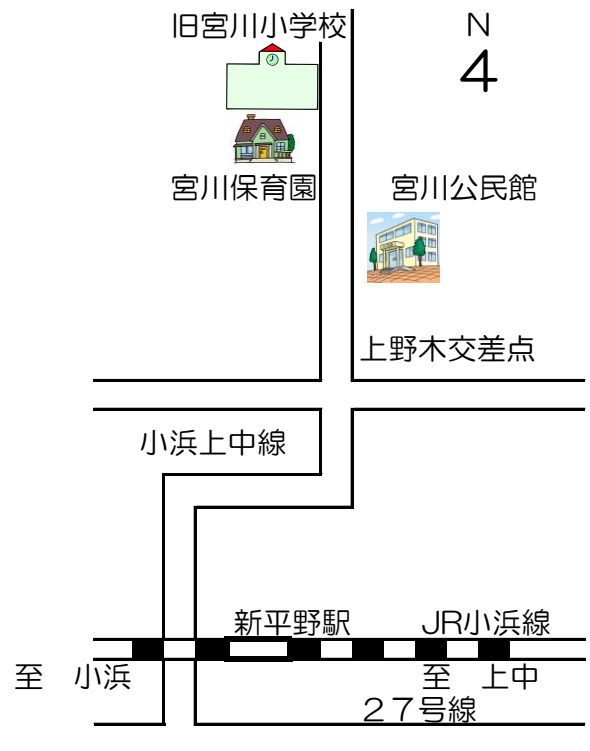 旧宮川小学校
N
4
宮川保育園
宮川公民館
上野木交差点
小浜上中線
新平野駅
JR小浜線
至 小浜
至 上中
２７号線